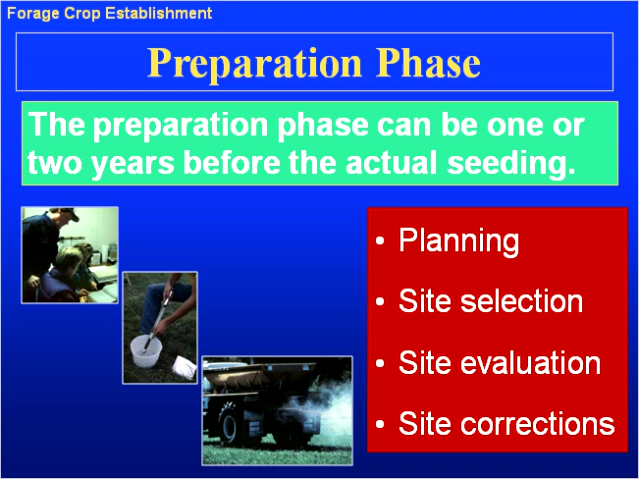 Forage Crop Establishment
Preparation Phase
The preparation phase can be one or
two years before the actual seeding.
• Planning
• Site selection
• Site evaluation
• Site corrections